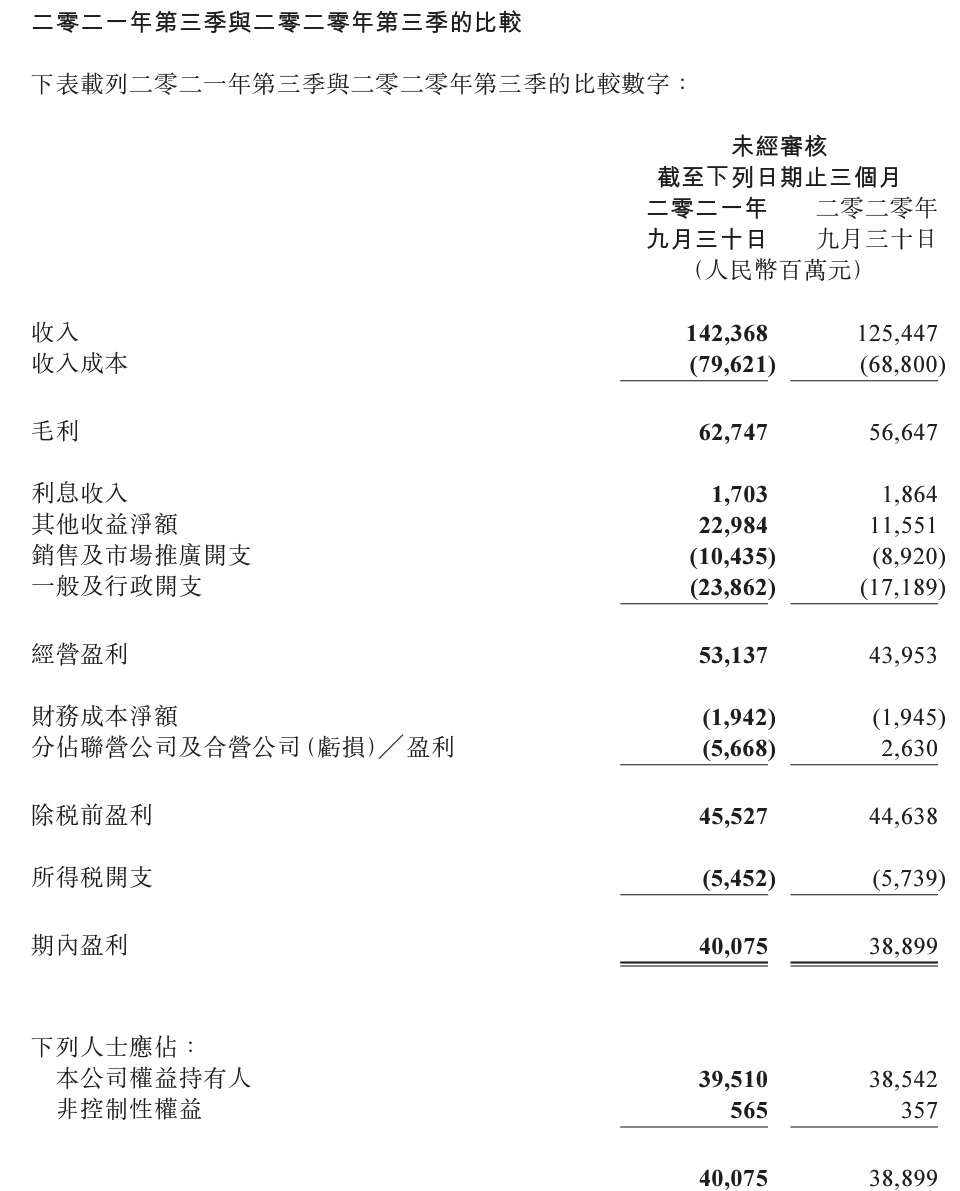 二零二一年第三季與二零二零年第三季的比較
下表載列二零二一年第三季與二零二零年第三季的比較數字：
未經審核
截至下列日期止三個月
二零二一年 二零二零年
九月三十日 九月三十日
（人民幣百萬元）
收入 142,368 125,447
收入成本 (79,621) (68,800)
毛利 62,747 56,647
利息收入 1,703 1,864
其他收益淨額 22,984 11,551
銷售及市場推廣開支 (10,435) (8,920)
一般及行政開支 (23,862) (17,189)
經營盈利 53,137 43,953
財務成本淨額 (1,942) (1,945)
分佔聯營公司及合營公司（虧損）╱盈利 (5,668) 2,630
除稅前盈利 45,527 44,638
所得稅開支 (5,452) (5,739)
期內盈利 40,075 38,899
下列人士應佔：
本公司權益持有人 39,510 38,542
非控制性權益 565 357
40,075 38,899